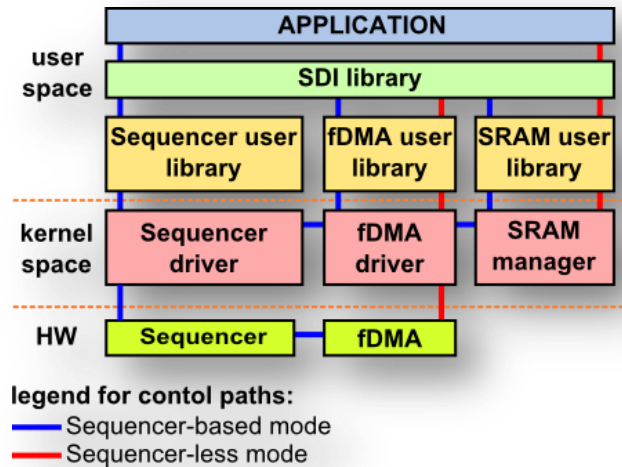 APPLICATION
user
space
SDI library
Sequencer user
library
fDMA user
library
SRAM user
library
kernel
space
Sequencer
driver
fDMA
driver
SRAM
manager
HW
Sequencer
fDMA
legend for contol paths:
Sequencer-based mode
Sequencer-less mode